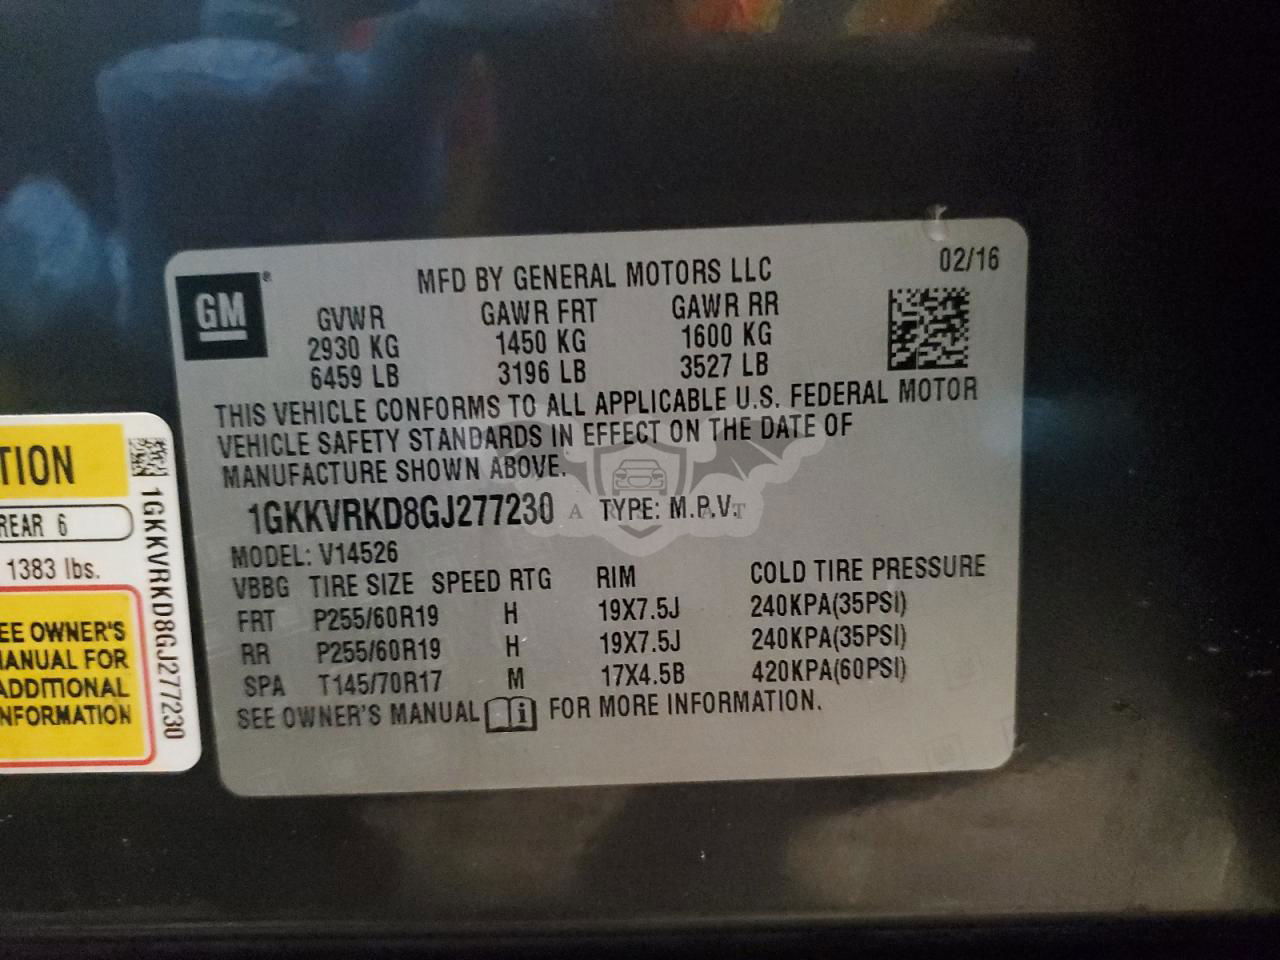 GM®
MFD BY GENERAL MOTORS LLC
02/16
GVWR GAWR FRT GAWR RR
2930 KG 1450 KG 1600 KG
6459 LB 3196 LB 3527 LB
THIS VEHICLE CONFORMS TO ALL APPLICABLE U.S. FEDERAL MOTOR
VEHICLE SAFETY STANDARDS IN EFFECT ON THE DATE OF
MANUFACTURE SHOWN ABOVE.
1GKKVRKD8GJ277230 TYPE: M.P.V.
MODEL: V14526
VBBG TIRE SIZE SPEED RTG RIM COLD TIRE PRESSURE
FRT P255/60R19 H 19X7.5J 240KPA(35PSI)
RR P255/60R19 H 19X7.5J 240KPA(35PSI)
SPA T145/70R17 M 17X4.5B 420KPA(60PSI)
SEE OWNER'S MANUAL FOR MORE INFORMATION.
TION
REAR 6
1383 lbs.
EE OWNER'S
ANUAL FOR
ADDITIONAL
NFORMATION
1GKKVRKD8GJ277230